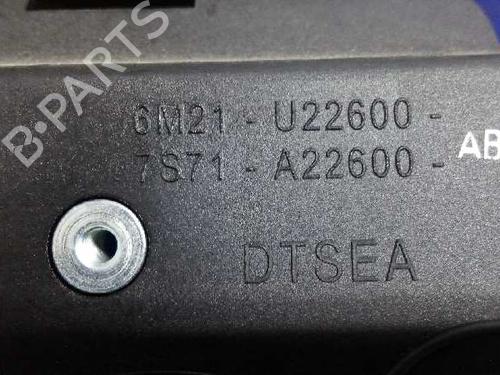 6M21 - U22600 -
7S71 - A22600 - AB
DTSEA
B-PARTS